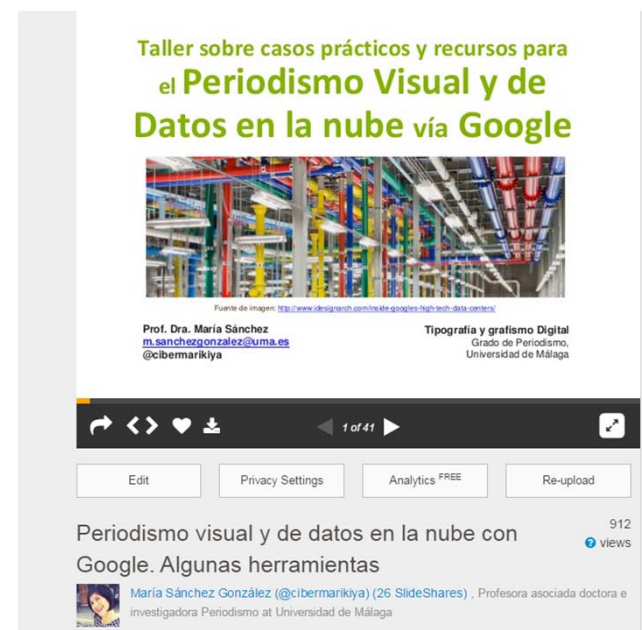 Taller sobre casos prácticos y recursos para
el Periodismo Visual y de
Datos en la nube vía Google
Fuente de imagen: http://www.idesignarch.com/inside-googles-high-tech-data-centers/
Prof. Dra. María Sánchez
m.sanchezgonzalez@uma.es
@cibermarikiya
Tipografía y grafismo Digital
Grado de Periodismo,
Universidad de Málaga
1 of 41
Edit
Privacy Settings
Analytics FREE
Re-upload
Periodismo visual y de datos en la nube con
Google. Algunas herramientas
912
? views
María Sánchez González (@cibermarikiya) (26 SlideShares) , Profesora asociada doctora e
investigadora Periodismo at Universidad de Málaga